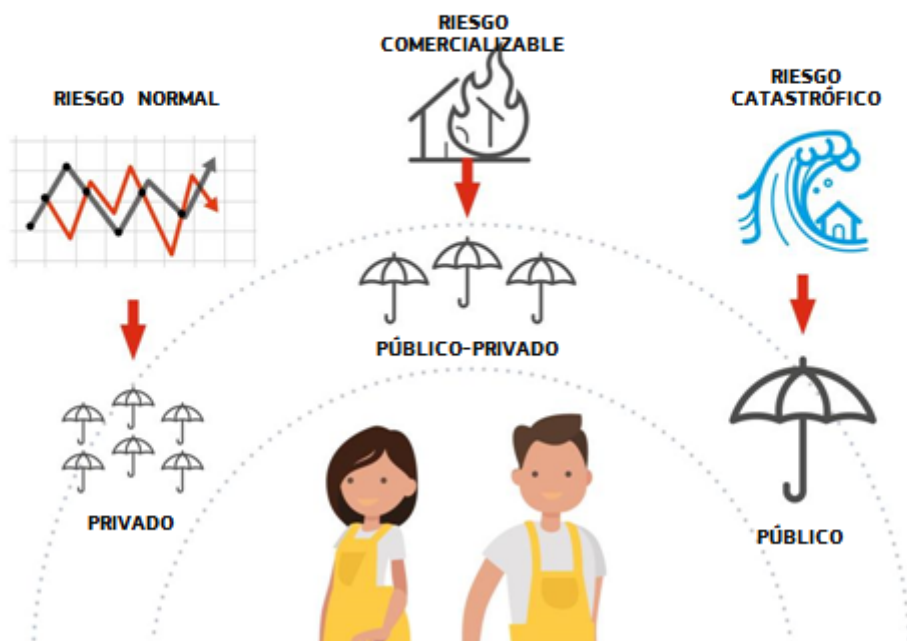 RIESGO NORMAL
PRIVADO
RIESGO
COMERCIALIZABLE
PÚBLICO-PRIVADO
RIESGO
CATASTRÓFICO
PÚBLICO